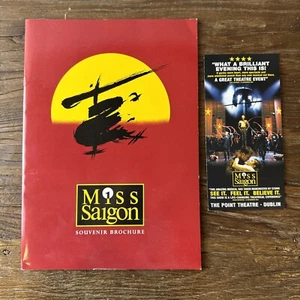 Miss
Saigon
SOUVENIR BROCHURE
"WHAT A BRILLIANT
EVENING THIS IS!
A GREAT THEATRE EVENT"
Miss
Saigon
SEE IT. FEEL IT. BELIEVE IT.
THE POINT THEATRE - DUBLIN